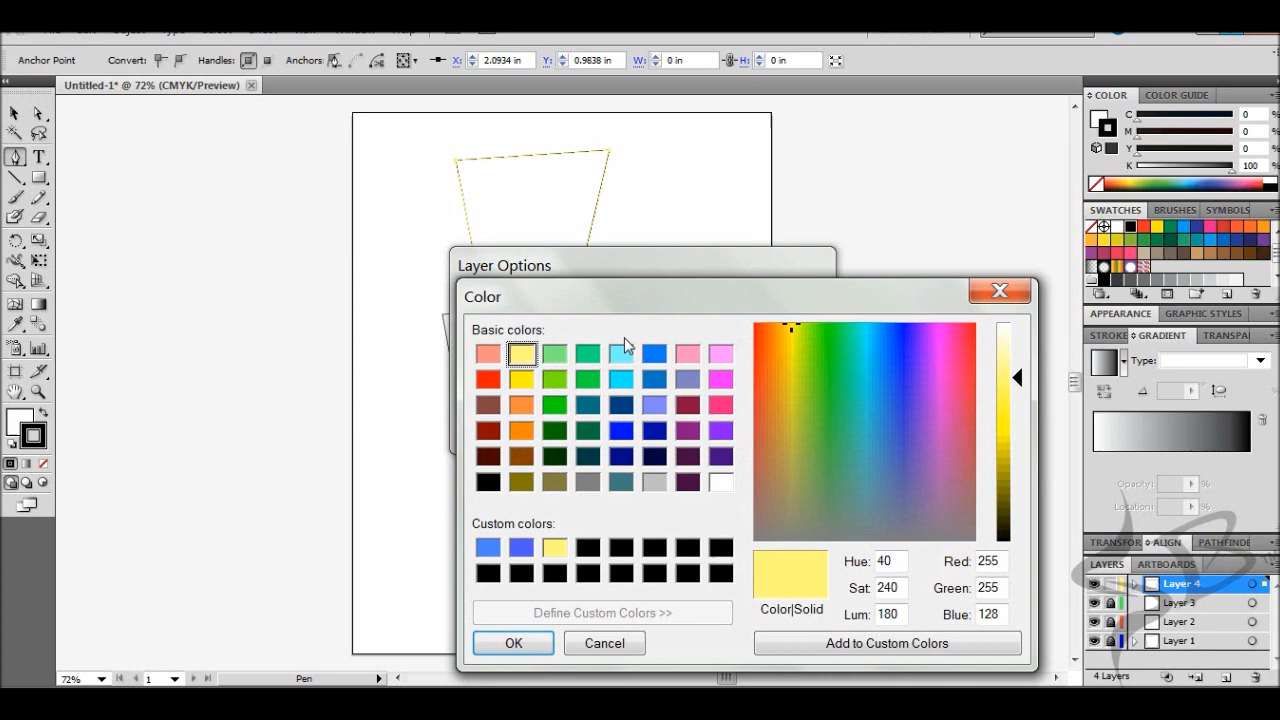 Anchor Point Convert: Handles: Anchors: X: 2.0934 in Y: 0.9838 in W: 0 in H: 0 in
Untitled-1* @ 72% (CMYK/Preview)
COLOR COLOR GUIDE
C 0 %
M 0 %
Y 0 %
K 100 %
SWATCHES BRUSHES SYMBOLS
APPEARANCE GRAPHIC STYLES
STROKE GRADIENT TRANSPA
Type:
Opacity: %
Location: %
TRANSFOR ALIGN PATHFINDE
LAYERS ARTBOARDS
Layer 4
Layer 3
Layer 2
Layer 1
4 Layers
Layer Options
Color
Basic colors:
Custom colors:
Define Custom Colors >>
OK Cancel
Color|Solid
Hue: 40 Red: 255
Sat: 240 Green: 255
Lum: 180 Blue: 128
Add to Custom Colors
72% 1 Pen